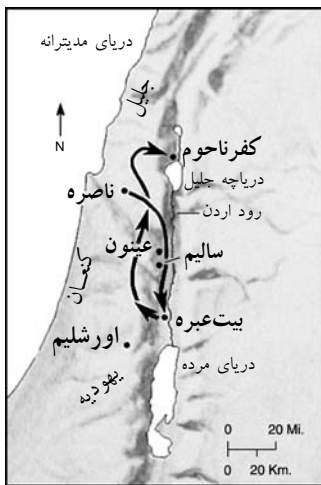 دریای مدیترانه
جلیل
N
کفرناحوم
دریاچه جلیل
ناصره
رود اردن
کنعان
عینون
سالیم
بیت‌عبره
اورشلیم
دریای مرده
یهودیه
0 20 Mi.
0 20 Km.